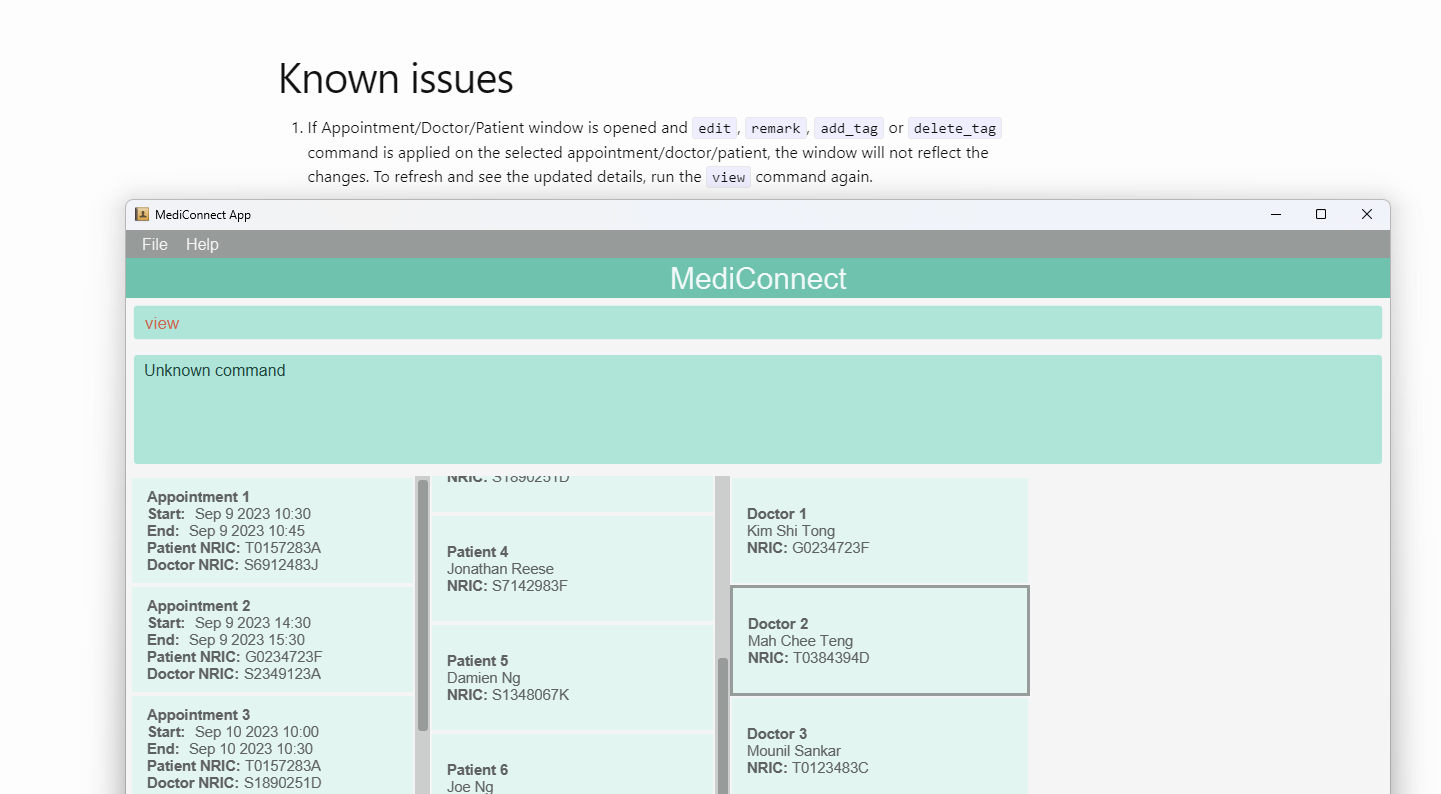 Known issues
1. If Appointment/Doctor/Patient window is opened and edit, remark, add_tag or delete_tag
command is applied on the selected appointment/doctor/patient, the window will not reflect the
changes. To refresh and see the updated details, run the view command again.
MediConnect App
File Help
MediConnect
view
Unknown command
Appointment 1
Start: Sep 9 2023 10:30
End: Sep 9 2023 10:45
Patient NRIC: T0157283A
Doctor NRIC: S6912483J
Appointment 2
Start: Sep 9 2023 14:30
End: Sep 9 2023 15:30
Patient NRIC: G0234723F
Doctor NRIC: S2349123A
Appointment 3
Start: Sep 10 2023 10:00
End: Sep 10 2023 10:30
Patient NRIC: T0157283A
Doctor NRIC: S1890251D
NRIC: S1890251D
Patient 4
Jonathan Reese
NRIC: S7142983F
Patient 5
Damien Ng
NRIC: S1348067K
Patient 6
Joe Ng
Doctor 1
Kim Shi Tong
NRIC: G0234723F
Doctor 2
Mah Chee Teng
NRIC: T0384394D
Doctor 3
Mounil Sankar
NRIC: T0123483C